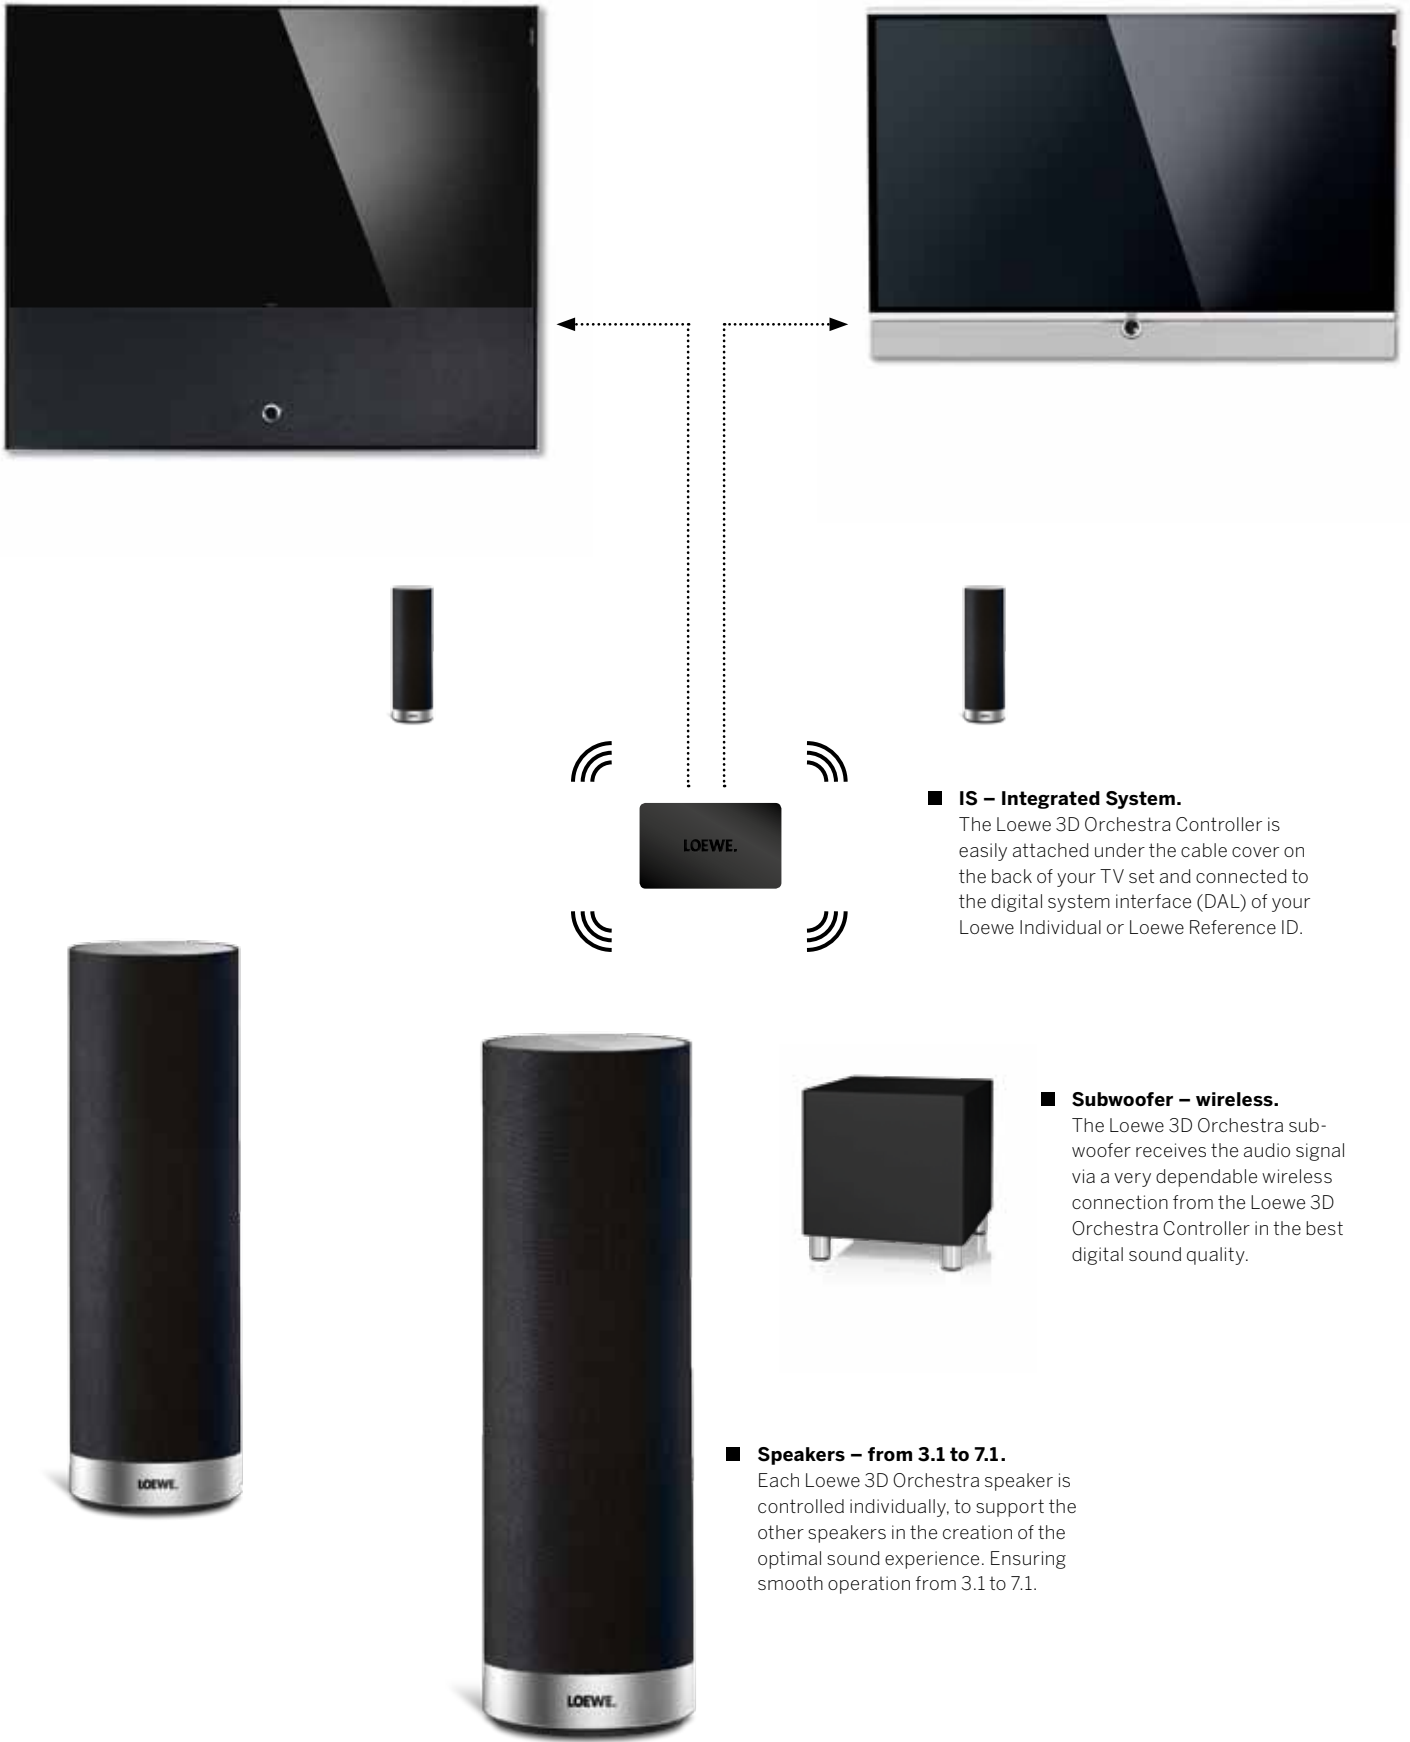 LOEWE.
■ IS – Integrated System.
The Loewe 3D Orchestra Controller is
easily attached under the cable cover on
the back of your TV set and connected to
the digital system interface (DAL) of your
Loewe Individual or Loewe Reference ID.
■ Subwoofer – wireless.
The Loewe 3D Orchestra sub-
woofer receives the audio signal
via a very dependable wireless
connection from the Loewe 3D
Orchestra Controller in the best
digital sound quality.
■ Speakers – from 3.1 to 7.1.
Each Loewe 3D Orchestra speaker is
controlled individually, to support the
other speakers in the creation of the
optimal sound experience. Ensuring
smooth operation from 3.1 to 7.1.
LOEWE.
LOEWE.